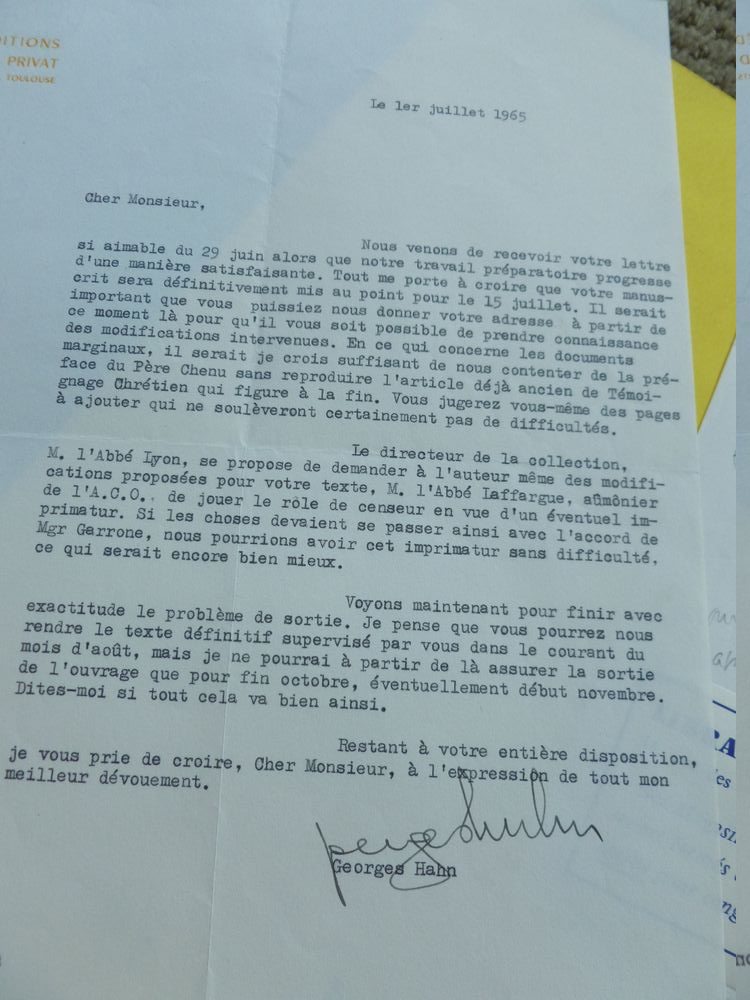 ITIONS
PRIVAT
TOULOUSE
Le 1er juillet 1965
Cher Monsieur,
Nous venons de recevoir votre lettre
si aimable du 29 juin alors que notre travail préparatoire progresse
d'une manière satisfaisante. Tout me porte à croire que votre manus-
crit sera définitivement mis au point pour le 15 juillet. Il serait
important que vous puissiez nous donner votre adresse à partir de
ce moment là pour qu'il vous soit possible de prendre connaissance
des modifications intervenues. En ce qui concerne les documents
marginaux, il serait je crois suffisant de nous contenter de la pré-
face du Père Chenu sans reproduire l'article déjà ancien de Témoi-
gnage Chrétien qui figure à la fin. Vous jugerez vous-même des pages
à ajouter qui ne soulèveront certainement pas de difficultés.
Le directeur de la collection,
M. l'Abbé Lyon, se propose de demander à l'auteur même des modifi-
cations proposées pour votre texte, M. l'Abbé Laffargue, aûmônier
de l'A.C.O., de jouer le rôle de censeur en vue d'un éventuel im-
primatur. Si les choses devaient se passer ainsi avec l'accord de
Mgr Garrone, nous pourrions avoir cet imprimatur sans difficulté,
ce qui serait encore bien mieux.
Voyons maintenant pour finir avec
exactitude le problème de sortie. Je pense que vous pourrez nous
rendre le texte définitif supervisé par vous dans le courant du
mois d'août, mais je ne pourrai à partir de là assurer la sortie
de l'ouvrage que pour fin octobre, éventuellement début novembre.
Dites-moi si tout cela va bien ainsi.
Restant à votre entière disposition,
je vous prie de croire, Cher Monsieur, à l'expression de tout mon
meilleur dévouement.
Georges Hahn